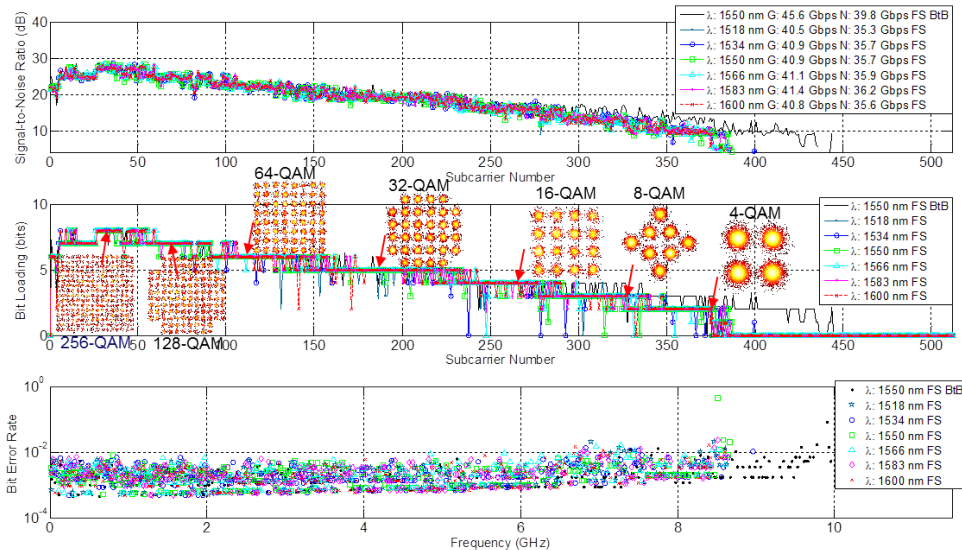 Signal-to-Noise Ratio (dB)
40
30
20
10
0
50
100
150
200
250
300
350
400
450
500
Subcarrier Number
λ: 1550 nm G: 45.6 Gbps N: 39.8 Gbps FS BtB
λ: 1518 nm G: 40.5 Gbps N: 35.3 Gbps FS
λ: 1534 nm G: 40.9 Gbps N: 35.7 Gbps FS
λ: 1550 nm G: 40.9 Gbps N: 35.7 Gbps FS
λ: 1566 nm G: 41.1 Gbps N: 35.9 Gbps FS
λ: 1583 nm G: 41.4 Gbps N: 36.2 Gbps FS
λ: 1600 nm G: 40.8 Gbps N: 35.6 Gbps FS
Bit Loading (bits)
10
5
0
64-QAM
32-QAM
16-QAM
8-QAM
4-QAM
256-QAM
128-QAM
0
50
100
150
200
250
300
350
400
450
500
Subcarrier Number
λ: 1550 nm FS BtB
λ: 1518 nm FS
λ: 1534 nm FS
λ: 1550 nm FS
λ: 1566 nm FS
λ: 1583 nm FS
λ: 1600 nm FS
Bit Error Rate
10^0
10^-2
10^-4
0
2
4
6
8
10
Frequency (GHz)
λ: 1550 nm FS BtB
λ: 1518 nm FS
λ: 1534 nm FS
λ: 1550 nm FS
λ: 1566 nm FS
λ: 1583 nm FS
λ: 1600 nm FS